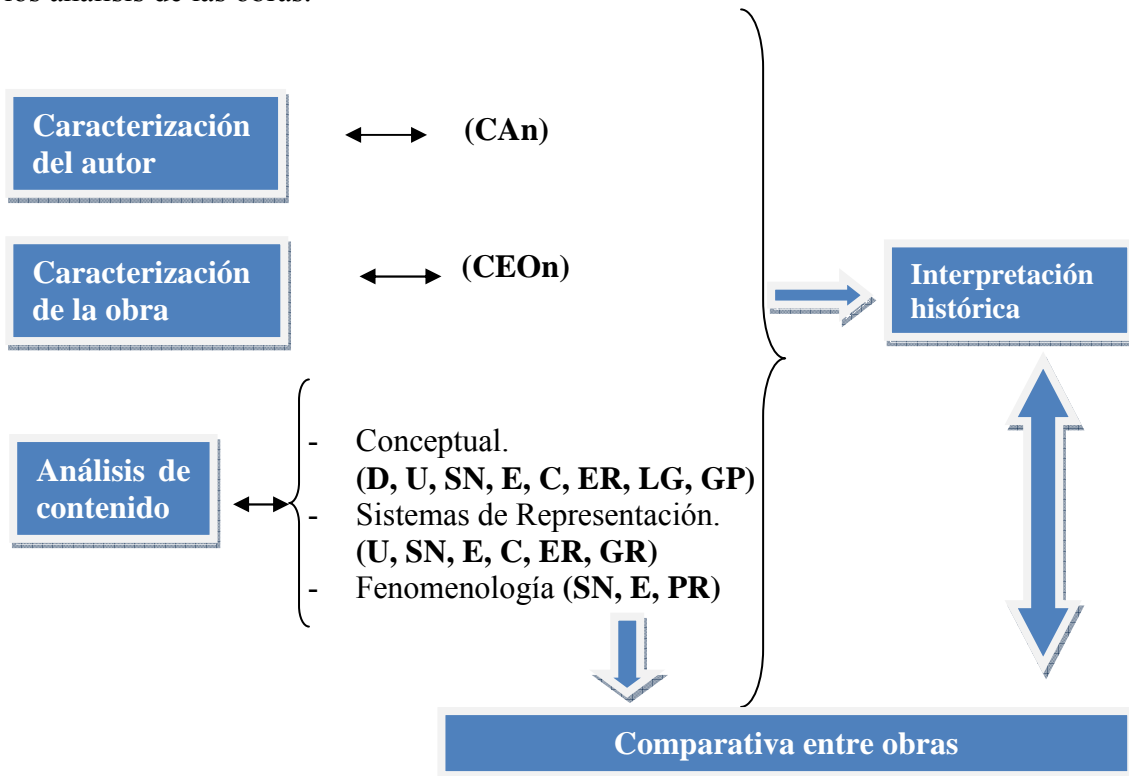 los análisis de las obras.
Caracterización
del autor
(CAn)
Caracterización
de la obra
(CEOn)
Interpretación
histórica
Análisis de
contenido
- Conceptual.
(D, U, SN, E, C, ER, LG, GP)
- Sistemas de Representación.
(U, SN, E, C, ER, GR)
- Fenomenología (SN, E, PR)
Comparativa entre obras